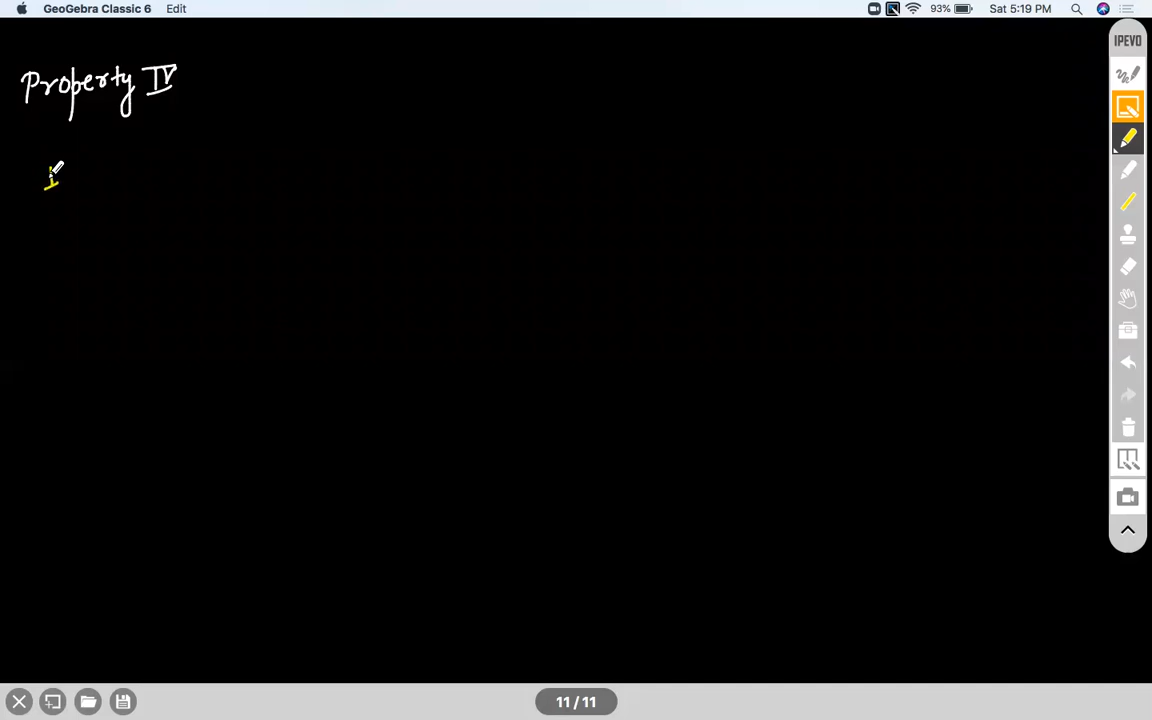 GeoGebra Classic 6 Edit 93% Sat 5:19 PM
IPEVO
Property IV
I
11 / 11